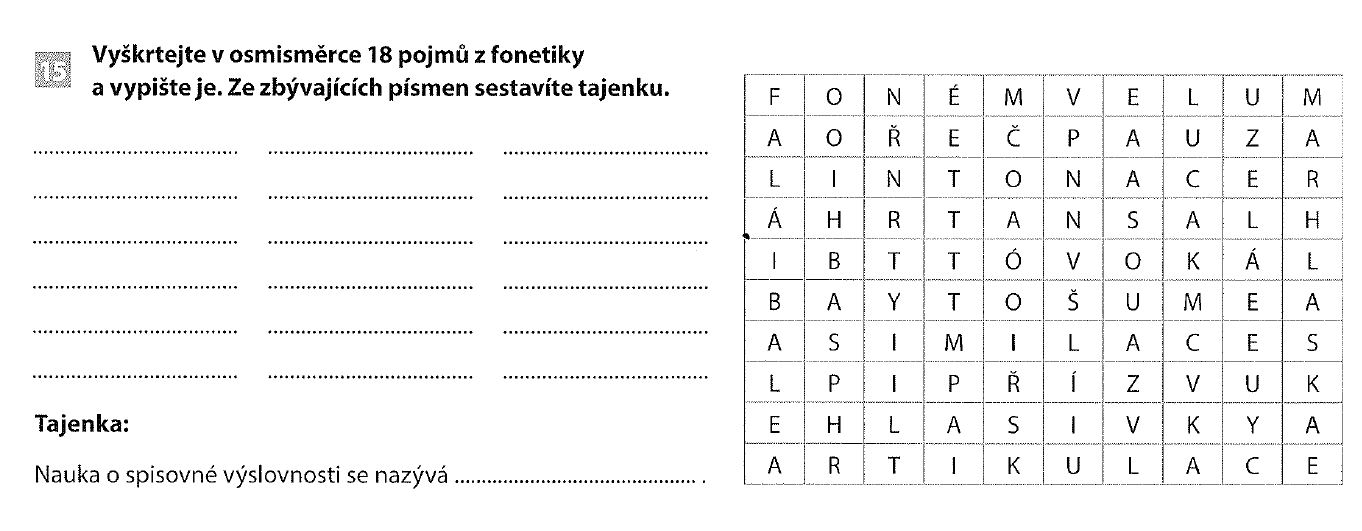 15
Vyškrtejte v osmisměrce 18 pojmů z fonetiky
a vypište je. Ze zbývajících písmen sestavíte tajenku.
Tajenka:
Nauka o spisovné výslovnosti se nazývá .
F O N É M V E L U M
A O Ř E Č P A U Z A
L I N T O N A C E R
Á H R T A N S A L H
I B T T Ó V O K Á L
B A Y T O Š U M E A
A S I M I L A C E S
L P I P Ř Í Z V U K
E H L A S I V K Y A
A R T I K U L A C E